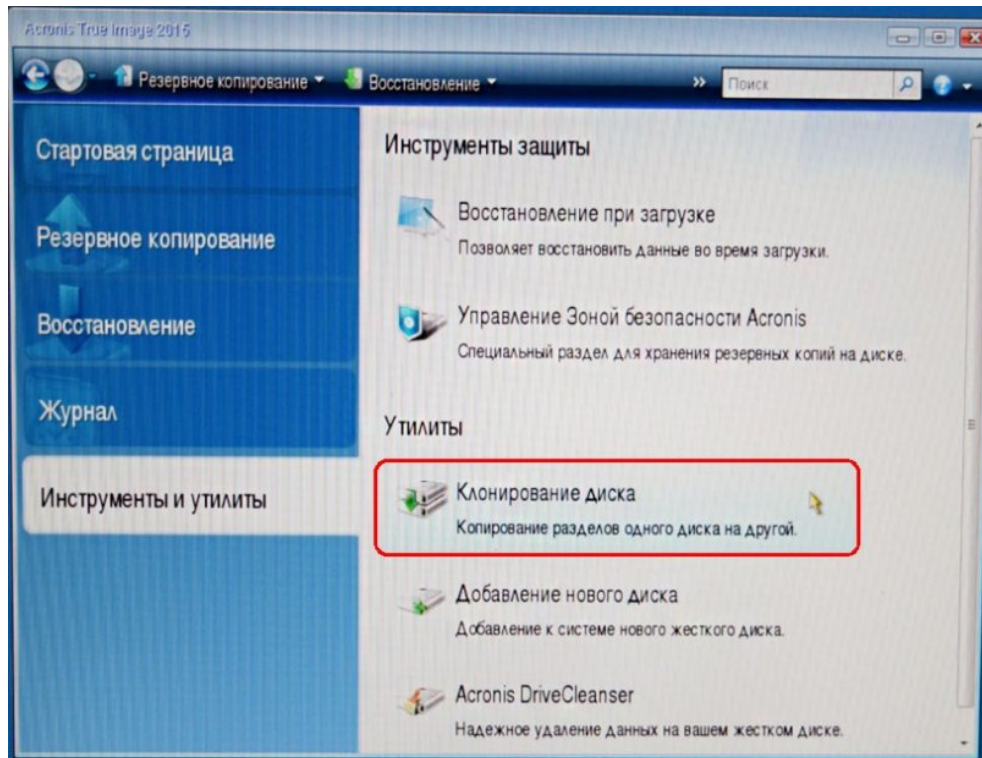 Acronis True Image 2015
Резервное копирование
Восстановление
»
Поиск
Стартовая страница
Резервное копирование
Восстановление
Журнал
Инструменты и утилиты
Инструменты защиты
Восстановление при загрузке
Позволяет восстановить данные во время загрузки.
Управление Зоной безопасности Acronis
Специальный раздел для хранения резервных копий на диске.
Утилиты
Клонирование диска
Копирование разделов одного диска на другой.
Добавление нового диска
Добавление к системе нового жесткого диска.
Acronis DriveCleanser
Надежное удаление данных на вашем жестком диске.